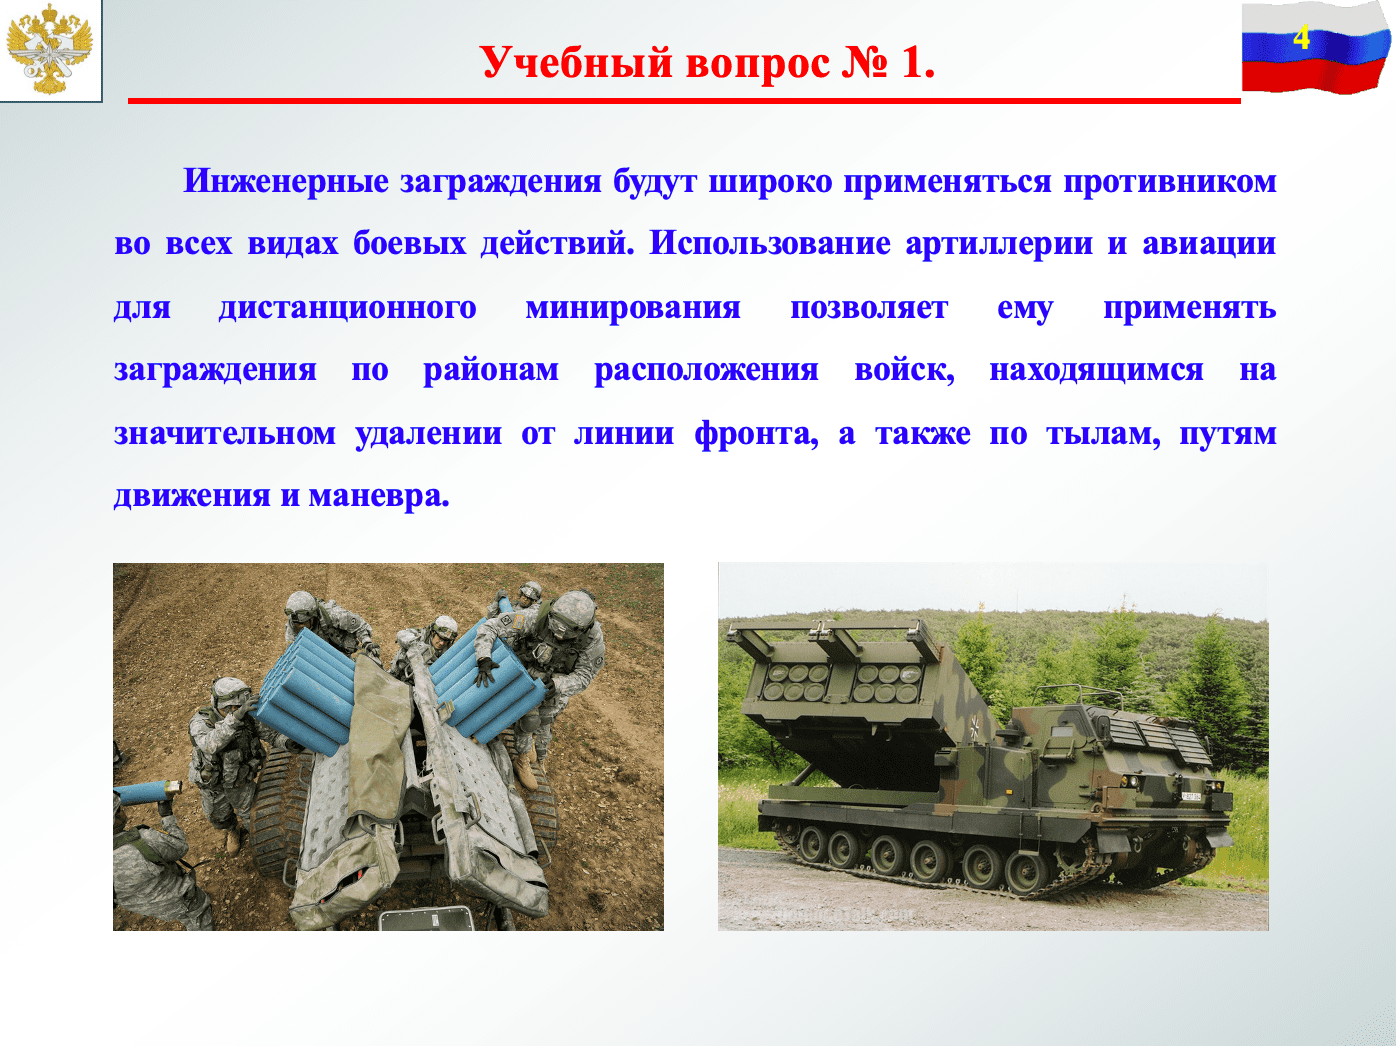 Учебный вопрос № 1.
4
Инженерные заграждения будут широко применяться противником
во всех видах боевых действий. Использование артиллерии и авиации
для дистанционного минирования позволяет ему применять
заграждения по районам расположения войск, находящимся на
значительном удалении от линии фронта, а также по тылам, путям
движения и маневра.